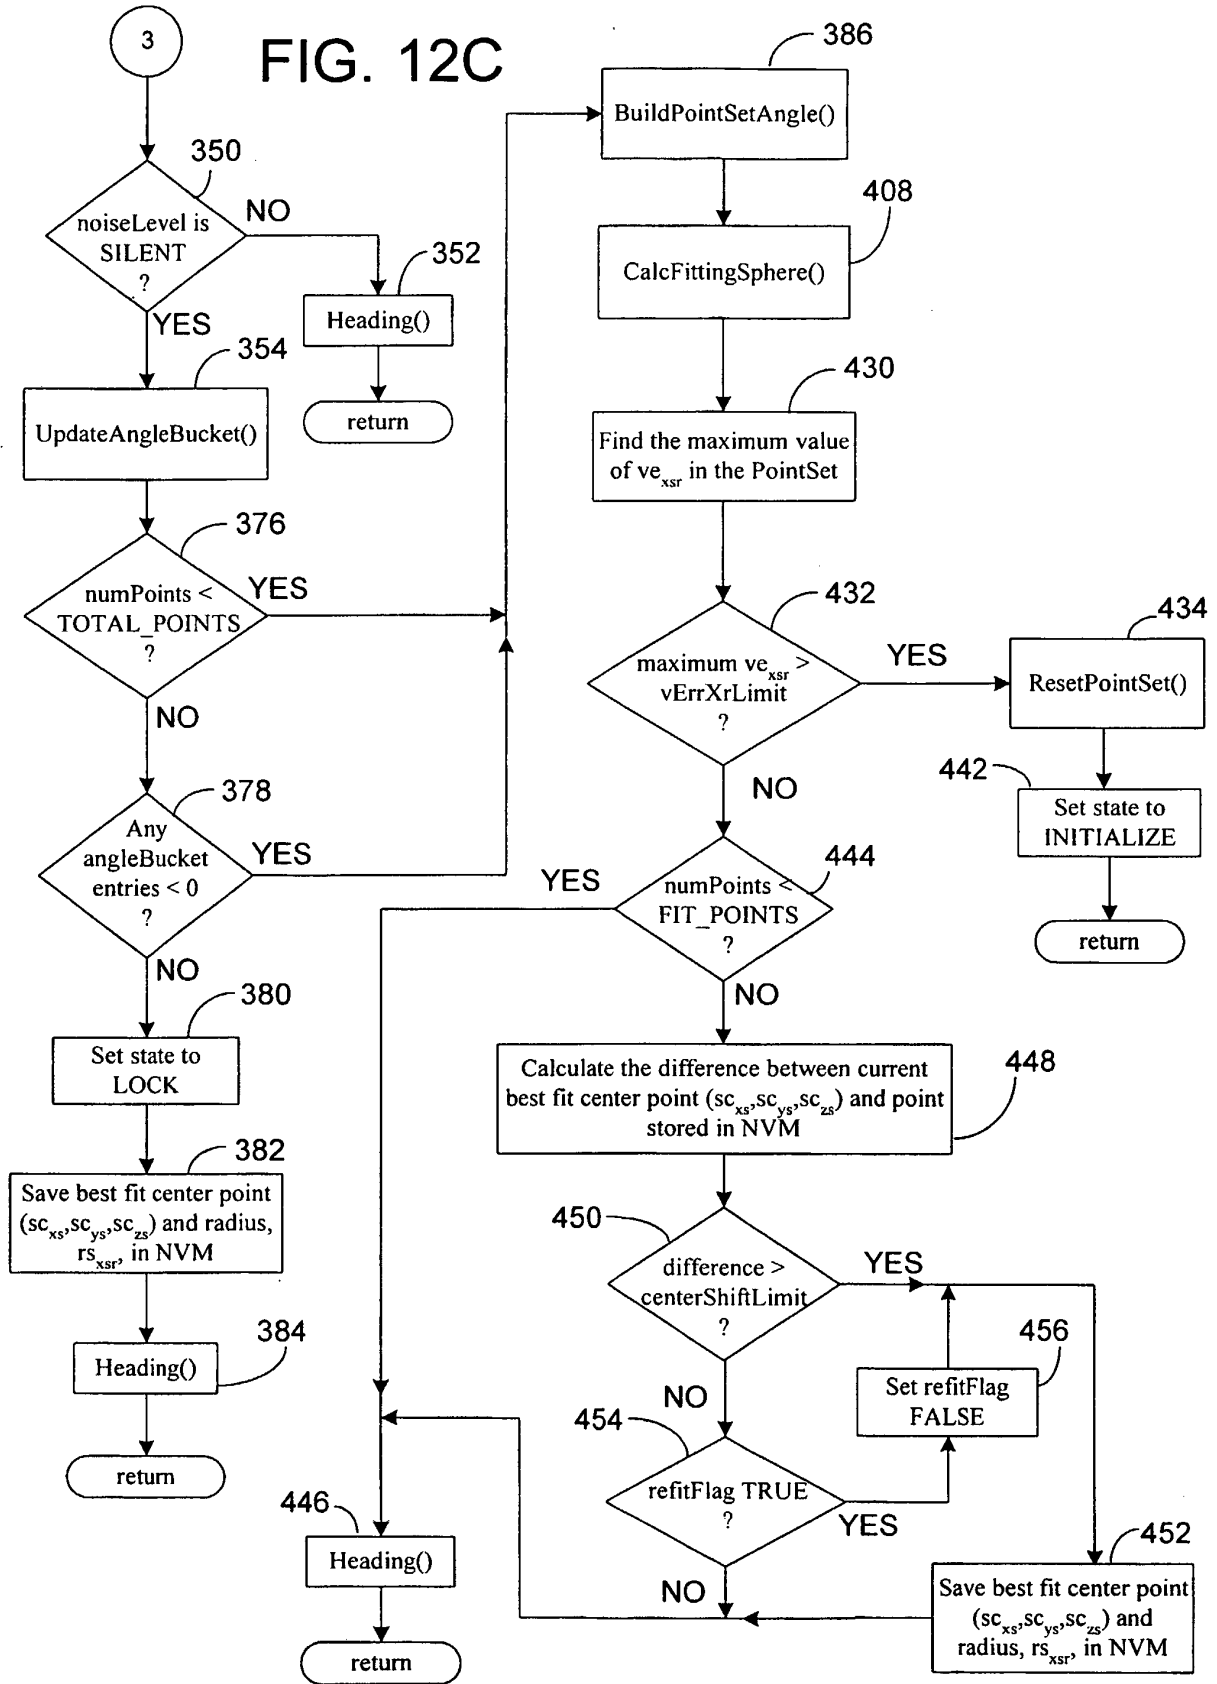 3
FIG. 12C
350
noiseLevel is
SILENT
?
NO
YES
352
Heading()
return
354
UpdateAngleBucket()
376
numPoints <
TOTAL_POINTS
?
YES
NO
378
Any
angleBucket
entries < 0
?
YES
NO
380
Set state to
LOCK
382
Save best fit center point
(sc_xs,sc_ys,sc_zs) and radius,
rs_xsr, in NVM
384
Heading()
return
386
BuildPointSetAngle()
408
CalcFittingSphere()
430
Find the maximum value
of ve_xsr in the PointSet
432
maximum ve_xsr >
vErrXrLimit
?
YES
NO
434
ResetPointSet()
442
Set state to
INITIALIZE
return
444
numPoints <
FIT_POINTS
?
YES
NO
448
Calculate the difference between current
best fit center point (sc_xs,sc_ys,sc_zs) and point
stored in NVM
450
difference >
centerShiftLimit
?
YES
NO
456
Set refitFlag
FALSE
454
refitFlag TRUE
?
YES
NO
452
Save best fit center point
(sc_xs,sc_ys,sc_zs) and
radius, rs_xsr, in NVM
446
Heading()
return